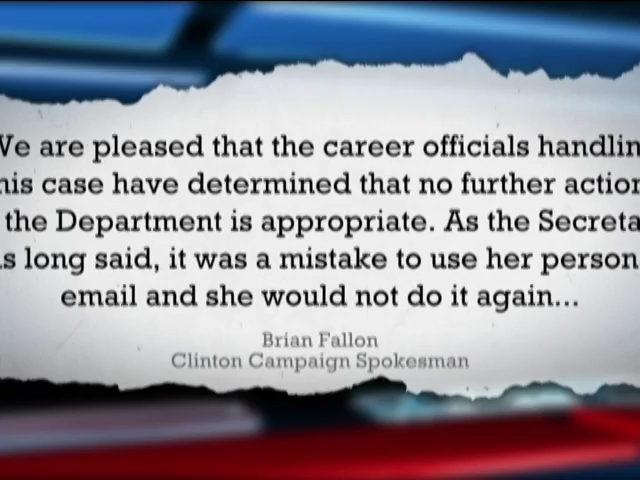 We are pleased that the career officials handlin
his case have determined that no further action
the Department is appropriate. As the Secreta
s long said, it was a mistake to use her person
email and she would not do it again...
Brian Fallon
Clinton Campaign Spokesman